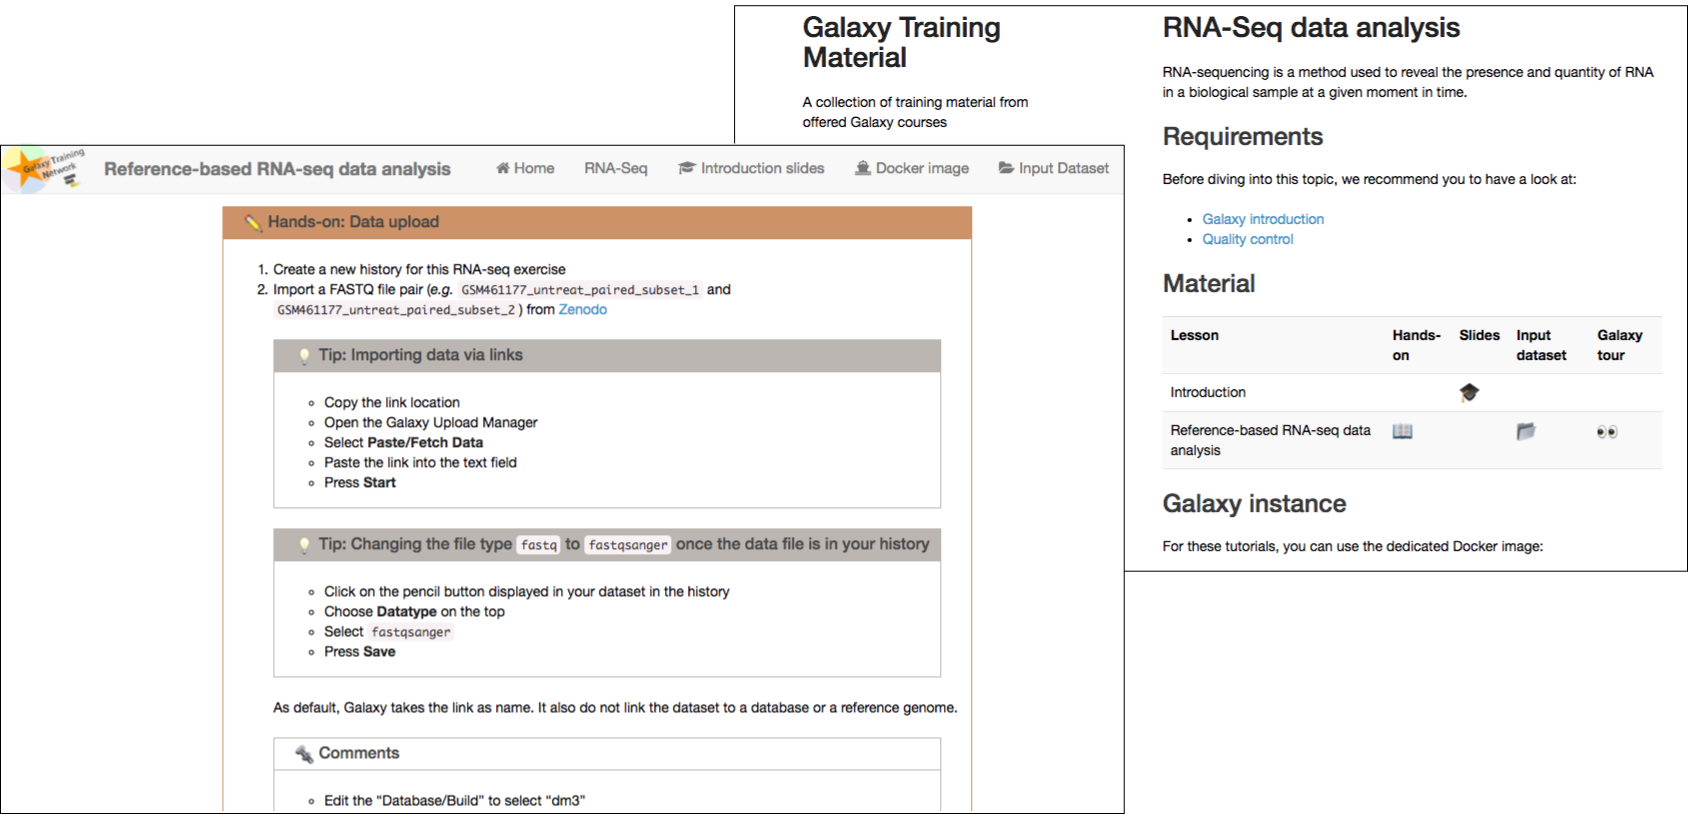 Galaxy Training
Material
A collection of training material from
offered Galaxy courses
RNA-Seq data analysis
RNA-sequencing is a method used to reveal the presence and quantity of RNA
in a biological sample at a given moment in time.
Requirements
Before diving into this topic, we recommend you to have a look at:
Galaxy introduction
Quality control
Material
Lesson Hands-on Slides Input dataset Galaxy tour
Introduction
Reference-based RNA-seq data
analysis
Galaxy instance
For these tutorials, you can use the dedicated Docker image:
Galaxy Training
Network
Reference-based RNA-seq data analysis Home RNA-Seq Introduction slides Docker image Input Dataset
Hands-on: Data upload
1. Create a new history for this RNA-seq exercise
2. Import a FASTQ file pair (e.g. GSM461177_untreat_paired_subset_1 and
GSM461177_untreat_paired_subset_2 ) from Zenodo
Tip: Importing data via links
Copy the link location
Open the Galaxy Upload Manager
Select Paste/Fetch Data
Paste the link into the text field
Press Start
Tip: Changing the file type fastq to fastqsanger once the data file is in your history
Click on the pencil button displayed in your dataset in the history
Choose Datatype on the top
Select fastqsanger
Press Save
As default, Galaxy takes the link as name. It also do not link the dataset to a database or a reference genome.
Comments
Edit the "Database/Build" to select "dm3"